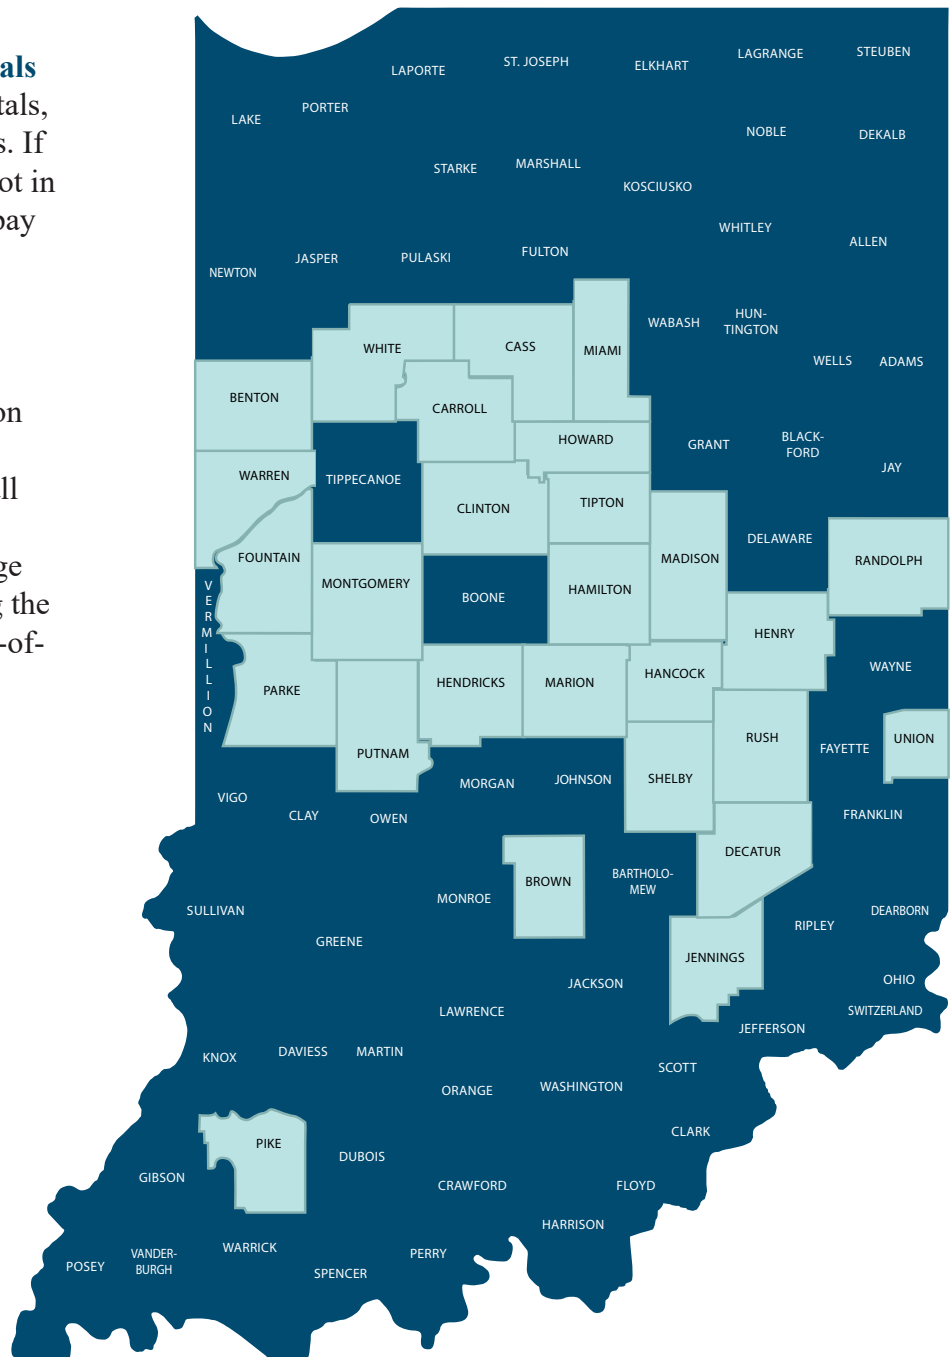 als
tals,
s. If
ot in
pay
on
ll
ge
g the
-of-
LAPORTE
ST. JOSEPH
ELKHART
LAGRANGE
STEUBEN
LAKE
PORTER
NOBLE
DEKALB
STARKE
MARSHALL
KOSCIUSKO
WHITLEY
ALLEN
NEWTON
JASPER
PULASKI
FULTON
WABASH
HUN-
TINGTON
WELLS
ADAMS
WHITE
CASS
MIAMI
BENTON
CARROLL
HOWARD
GRANT
BLACK-
FORD
JAY
WARREN
TIPPECANOE
CLINTON
TIPTON
MADISON
DELAWARE
RANDOLPH
FOUNTAIN
MONTGOMERY
BOONE
HAMILTON
HENRY
VERMILLION
WAYNE
PARKE
HENDRICKS
MARION
HANCOCK
PUTNAM
RUSH
FAYETTE
UNION
MORGAN
JOHNSON
SHELBY
VIGO
CLAY
OWEN
FRANKLIN
DECATUR
BROWN
BARTHOLO-
MEW
MONROE
SULLIVAN
GREENE
RIPLEY
DEARBORN
JENNINGS
JACKSON
OHIO
LAWRENCE
SWITZERLAND
JEFFERSON
KNOX
DAVIESS
MARTIN
SCOTT
ORANGE
WASHINGTON
CLARK
PIKE
DUBOIS
GIBSON
CRAWFORD
FLOYD
HARRISON
WARRICK
PERRY
POSEY
VANDER-
BURGH
SPENCER